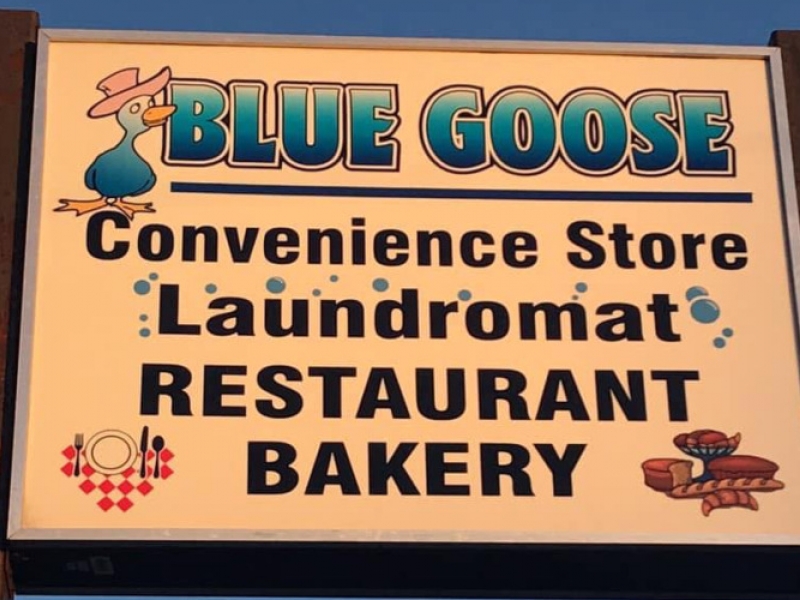 BLUE GOOSE
Convenience Store
Laundromat
RESTAURANT
BAKERY